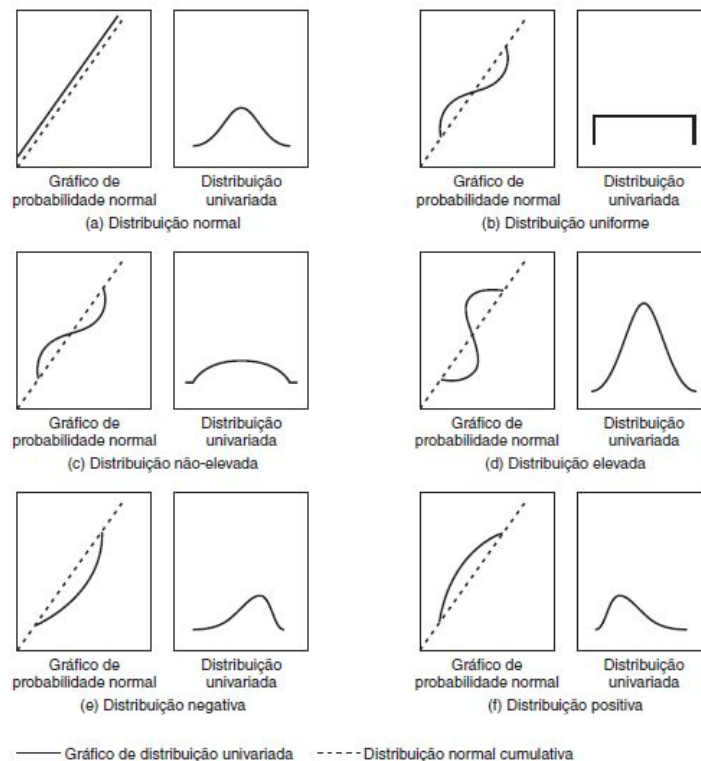 Gráfico de
probabilidade normal
Distribuição
univariada
(a) Distribuição normal
Gráfico de
probabilidade normal
Distribuição
univariada
(b) Distribuição uniforme
Gráfico de
probabilidade normal
Distribuição
univariada
(c) Distribuição não-elevada
Gráfico de
probabilidade normal
Distribuição
univariada
(d) Distribuição elevada
Gráfico de
probabilidade normal
Distribuição
univariada
(e) Distribuição negativa
Gráfico de
probabilidade normal
Distribuição
univariada
(f) Distribuição positiva
Gráfico de distribuição univariada
Distribuição normal cumulativa